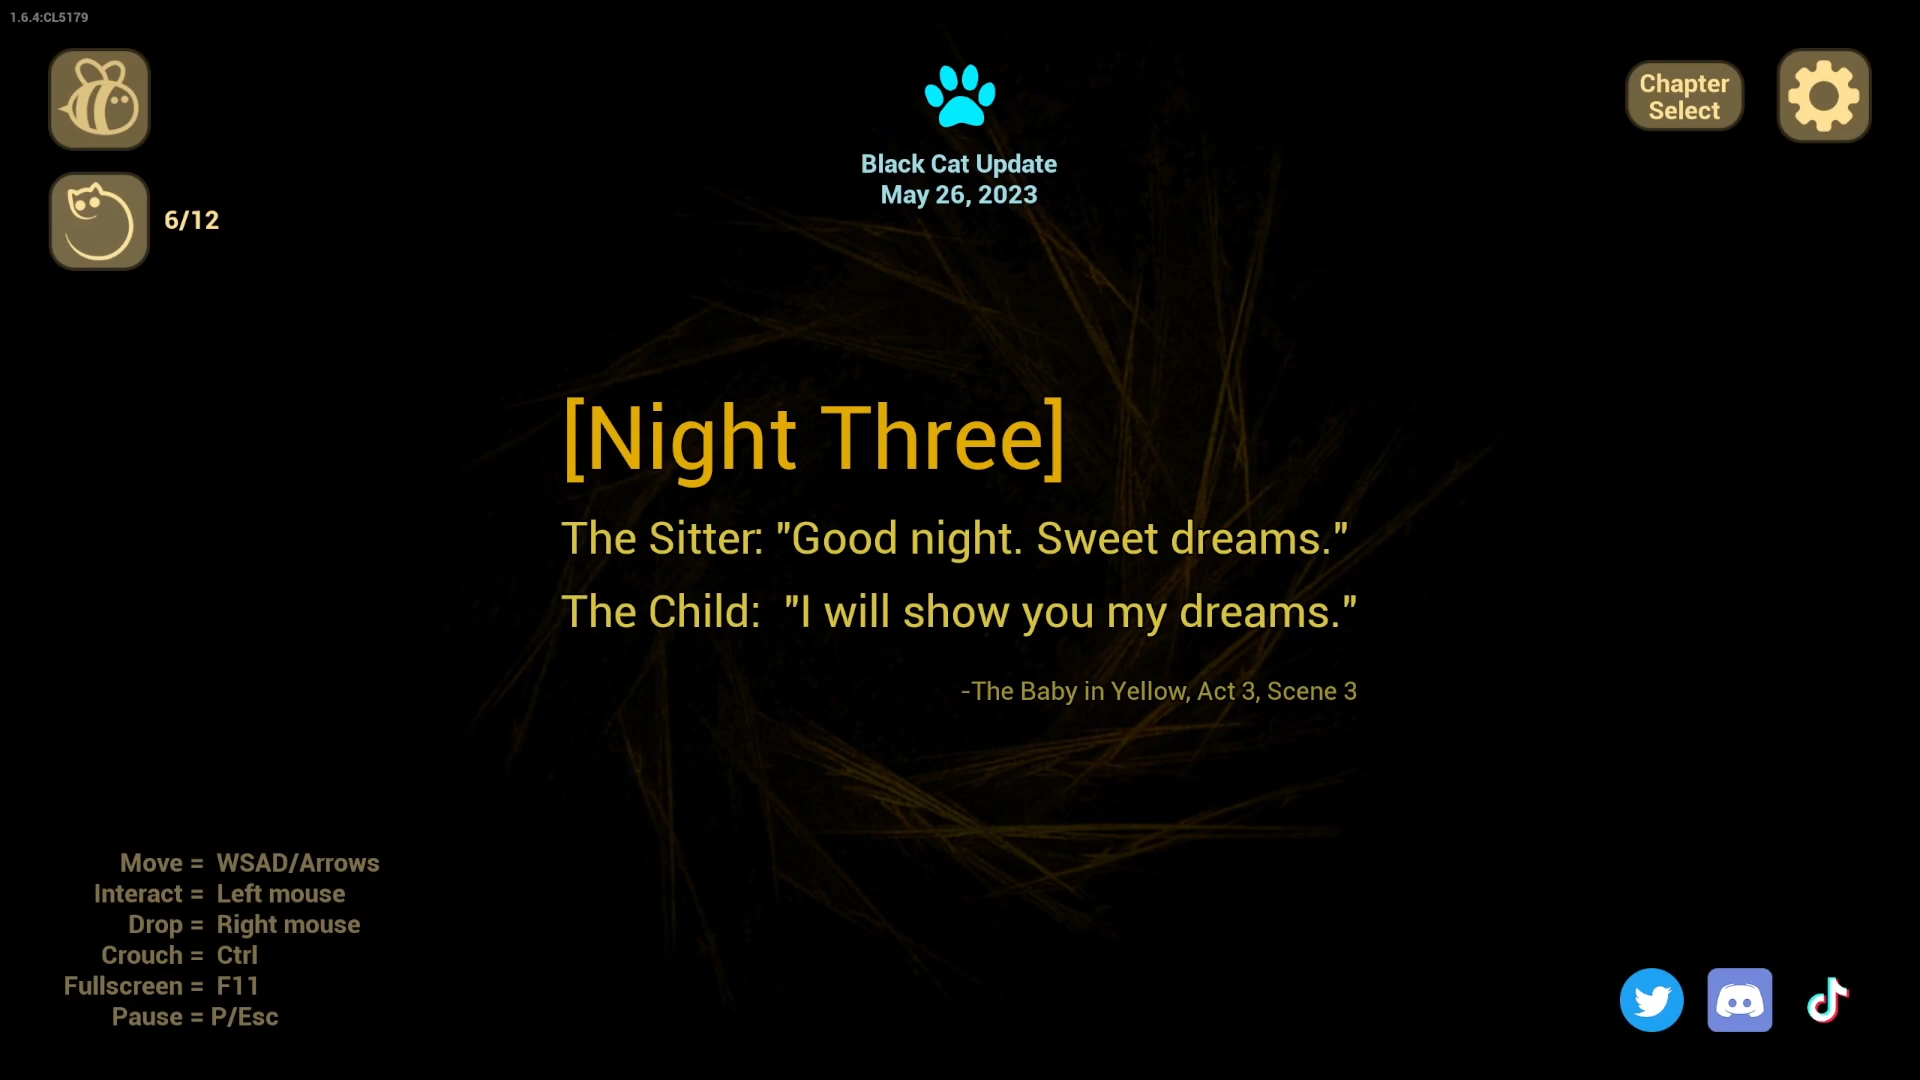 1.6.4:CL5179
Black Cat Update
May 26, 2023
Chapter
Select
6/12
[Night Three]
The Sitter: "Good night. Sweet dreams."
The Child:  "I will show you my dreams."
-The Baby in Yellow, Act 3, Scene 3
Move = WSAD/Arrows
Interact = Left mouse
Drop = Right mouse
Crouch = Ctrl
Fullscreen = F11
Pause = P/Esc